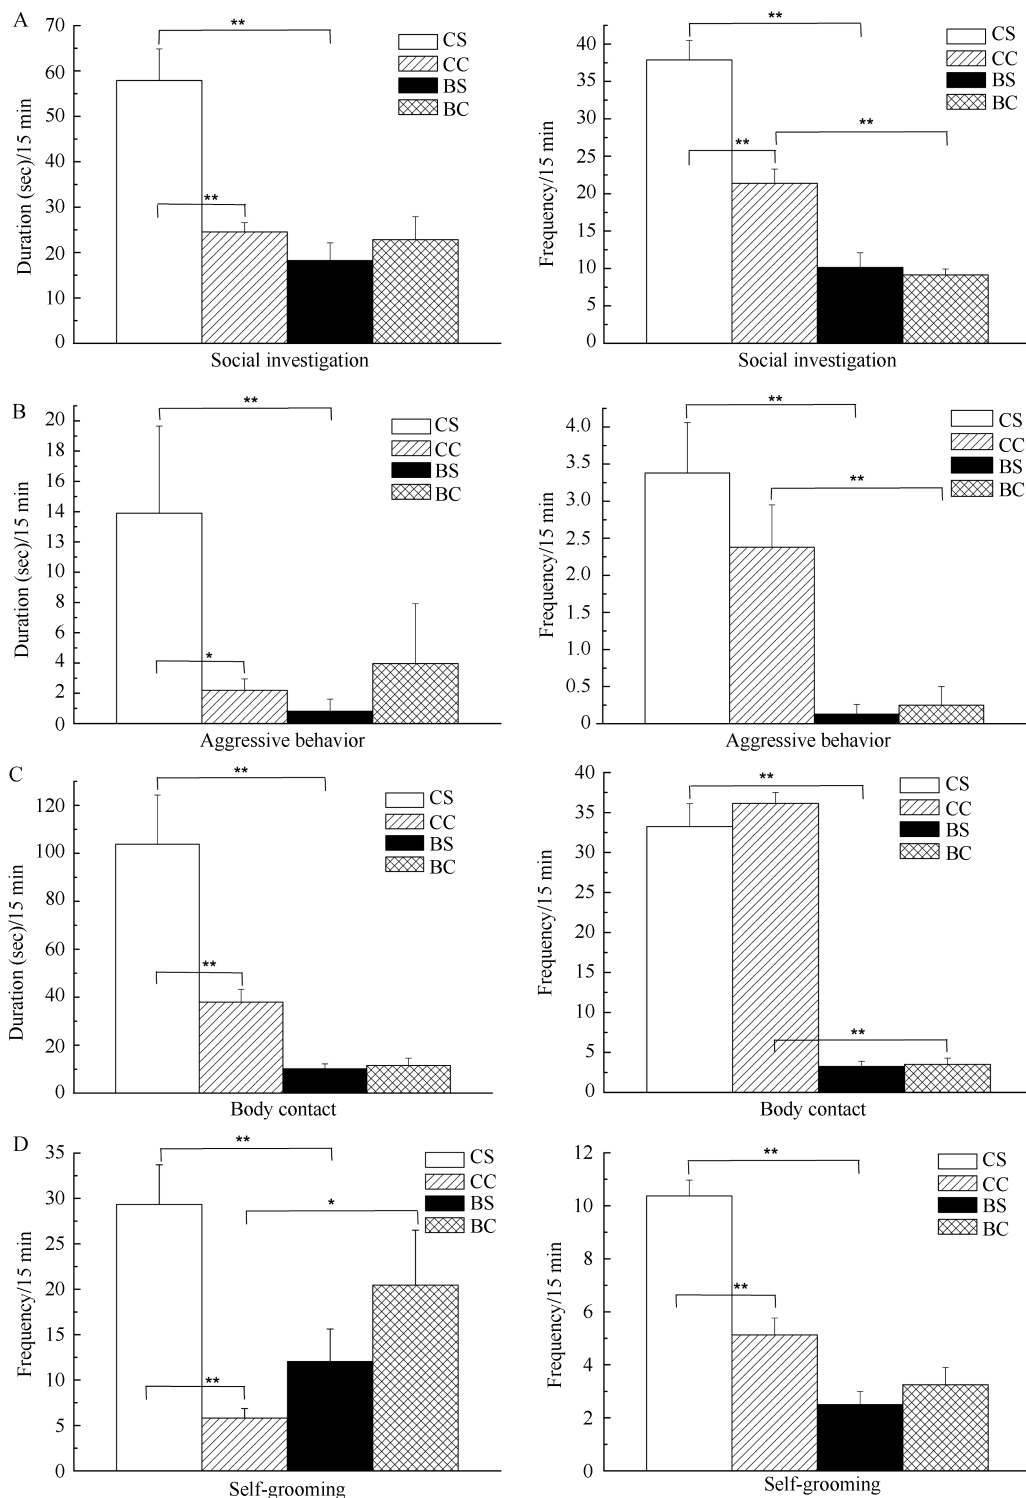 A
70
60
50
40
30
20
10
0
Duration (sec)/15 min
**
**
CS
CC
BS
BC
Social investigation
40
35
30
25
20
15
10
5
0
Frequency/15 min
**
**
**
CS
CC
BS
BC
Social investigation
B
20
18
16
14
13
10
8
6
4
2
0
Duration (sec)/15 min
**
*
CS
CC
BS
BC
Aggressive behavior
4.0
3.5
3.0
2.5
2.0
1.5
1.0
0.5
0
Frequency/15 min
**
**
CS
CC
BS
BC
Aggressive behavior
C
120
100
80
60
40
20
0
Duration (sec)/15 min
**
**
CS
CC
BS
BC
Body contact
40
35
30
25
20
15
10
5
0
Frequency/15 min
**
**
CS
CC
BS
BC
Body contact
D
35
30
25
20
15
10
5
0
Frequency/15 min
**
*
**
CS
CC
BS
BC
Self-grooming
12
10
8
6
4
2
0
Frequency/15 min
**
**
CS
CC
BS
BC
Self-grooming